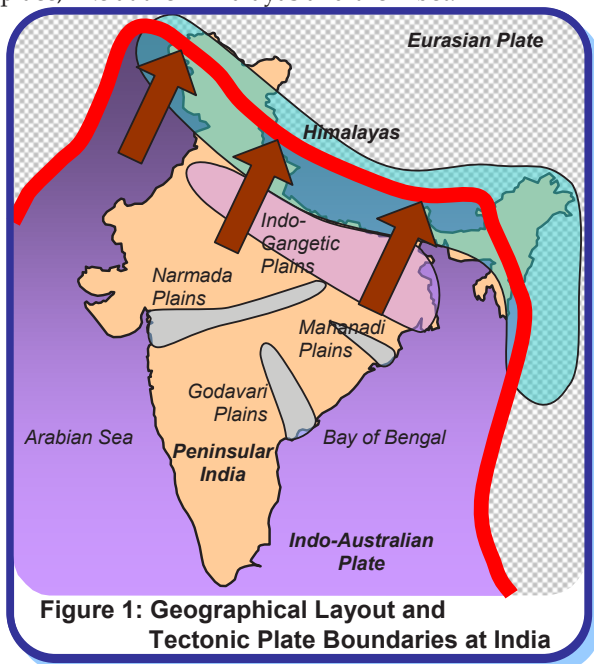 Eurasian Plate
Himalayas
Indo-
Gangetic
Plains
Narmada
Plains
Mahanadi
Plains
Godavari
Plains
Arabian Sea
Peninsular
India
Bay of Bengal
Indo-Australian
Plate
Figure 1: Geographical Layout and
Tectonic Plate Boundaries at India